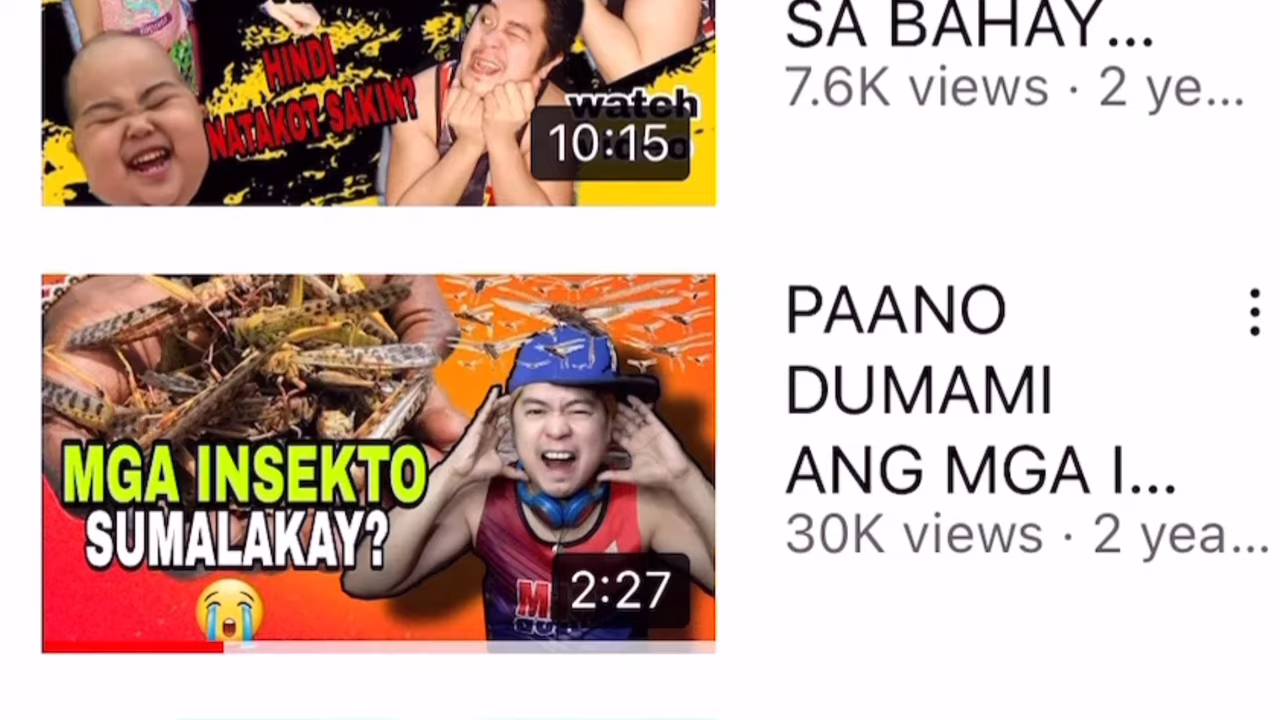 HINDI
NATAKOT SAKIN?
watch
10:15
SA BAHAY...
7.6K views · 2 ye...
MGA INSEKTO
SUMALAKAY?
2:27
PAANO
DUMAMI
ANG MGA I...
30K views · 2 yea...